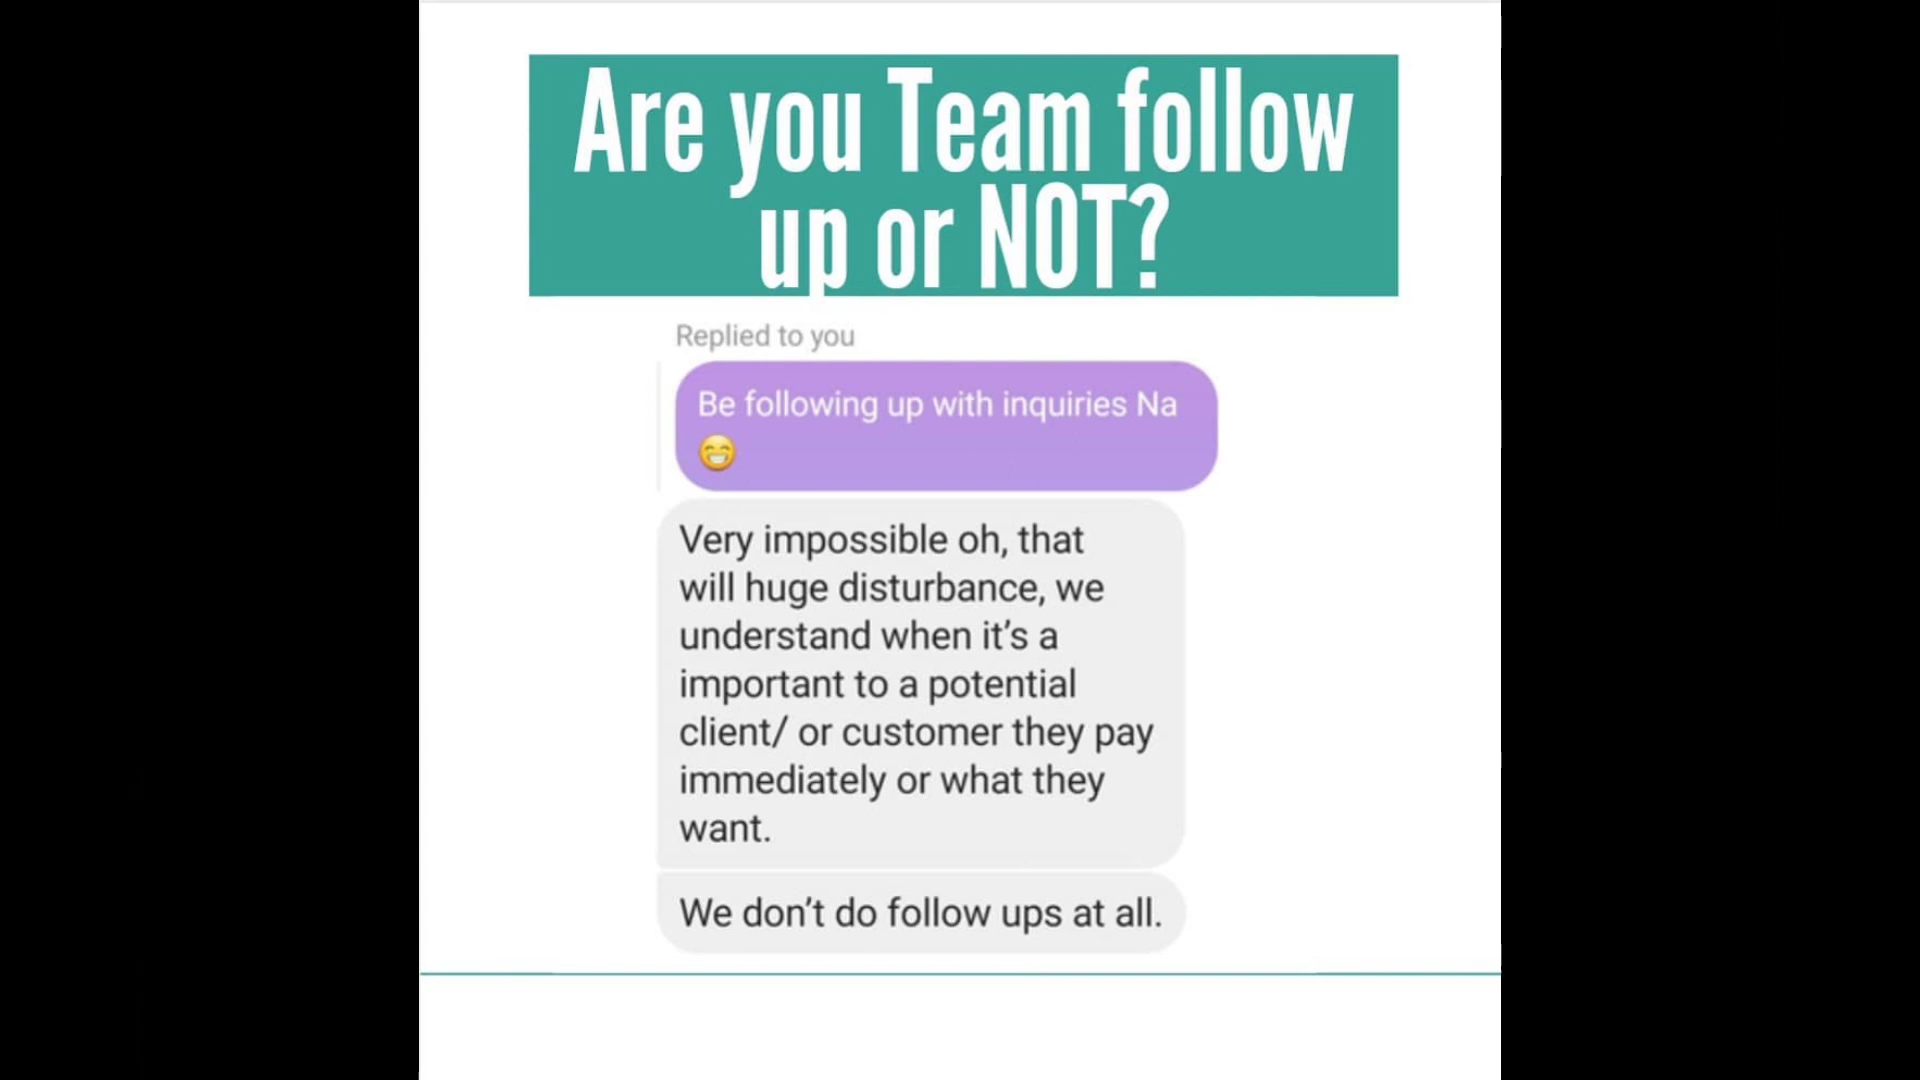 Are you Team follow
up or NOT?
Replied to you
Be following up with inquiries Na
😁
Very impossible oh, that
will huge disturbance, we
understand when it's a
important to a potential
client/ or customer they pay
immediately or what they
want.
We don't do follow ups at all.